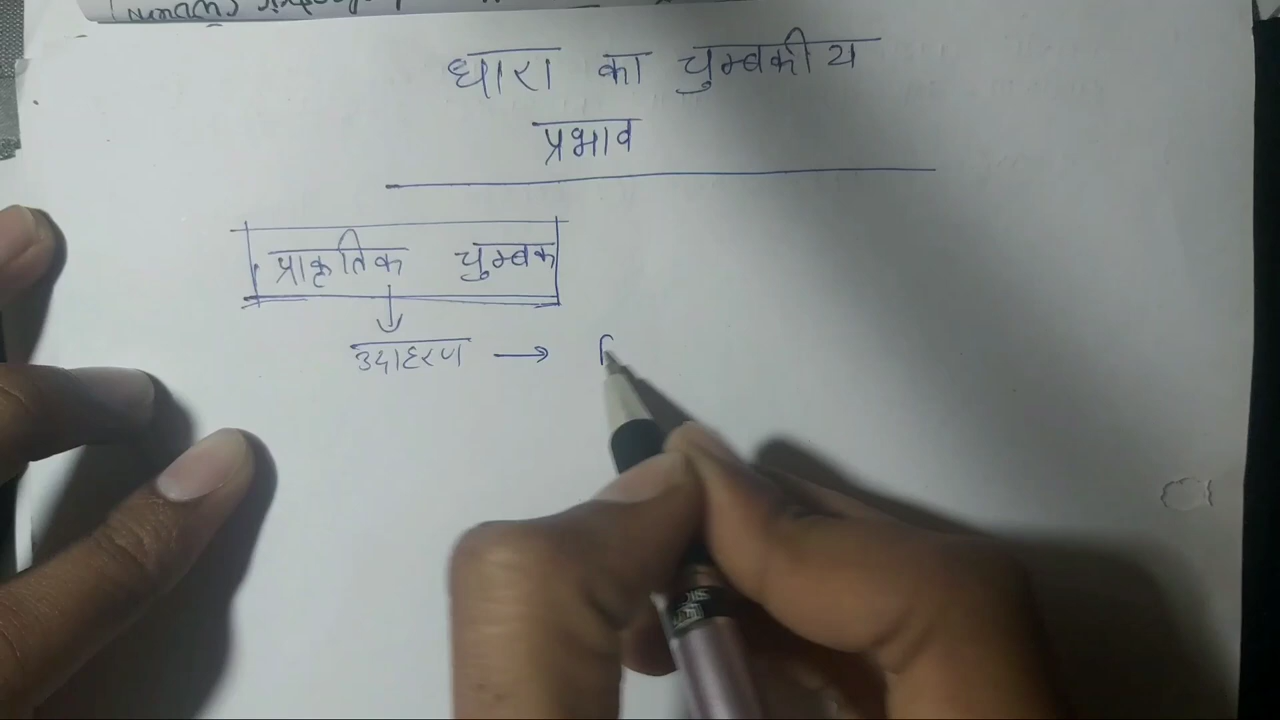 धारा का चुम्बकीय
प्रभाव
प्राकृतिक चुम्बक
उदाहरण →